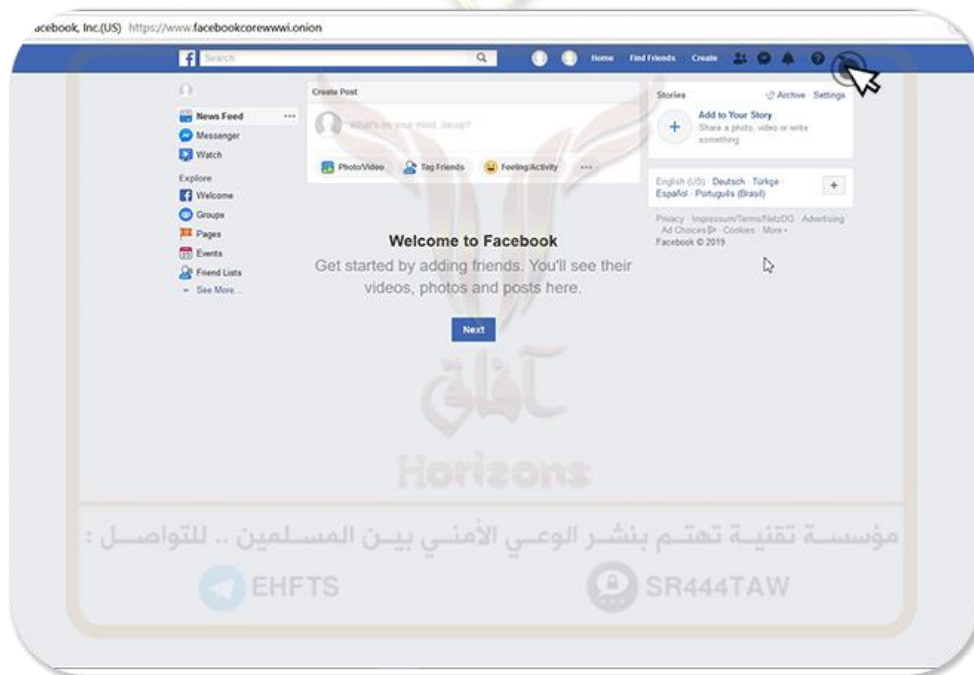 acebook, Inc.(US) https://www.facebookcorewwwi.onion
Search
Home Find Friends Create
News Feed
Messenger
Watch
Explore
Welcome
Groups
Pages
Events
Friend Lists
See More...
Create Post
What's on your mind, Jacop?
Photo/Video Tag Friends Feeling/Activity
Welcome to Facebook
Get started by adding friends. You'll see their
videos, photos and posts here.
Next
Stories Archive · Settings
Add to Your Story
Share a photo, video or write
something
English (US) · Deutsch · Türkçe ·
Español · Português (Brasil)
Privacy · Impressum/Terms/NetzDG · Advertising
· Ad Choices · Cookies · More
Facebook © 2019
آفاق
Horizons
مؤسسة تقنية تهتم بنشر الوعي الأمني بين المسلمين .. للتواصل :
EHFTS
SR444TAW